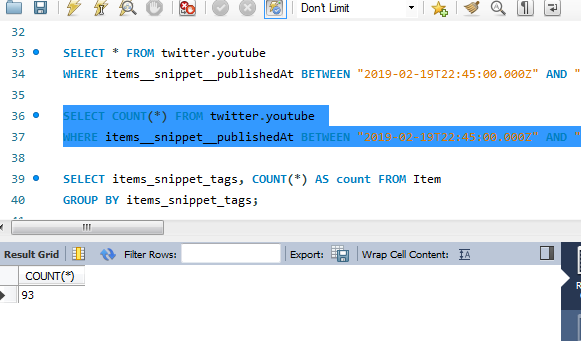 Don't Limit
32
33 SELECT * FROM twitter.youtube
34 WHERE items__snippet__publishedAt BETWEEN "2019-02-19T22:45:00.000Z" AND "
35
36 SELECT COUNT(*) FROM twitter.youtube
37 WHERE items__snippet__publishedAt BETWEEN "2019-02-19T22:45:00.000Z" AND "
38
39 SELECT items_snippet_tags, COUNT(*) AS count FROM Item
40 GROUP BY items_snippet_tags;
Result Grid Filter Rows: Export: Wrap Cell Content:
COUNT(*)
93